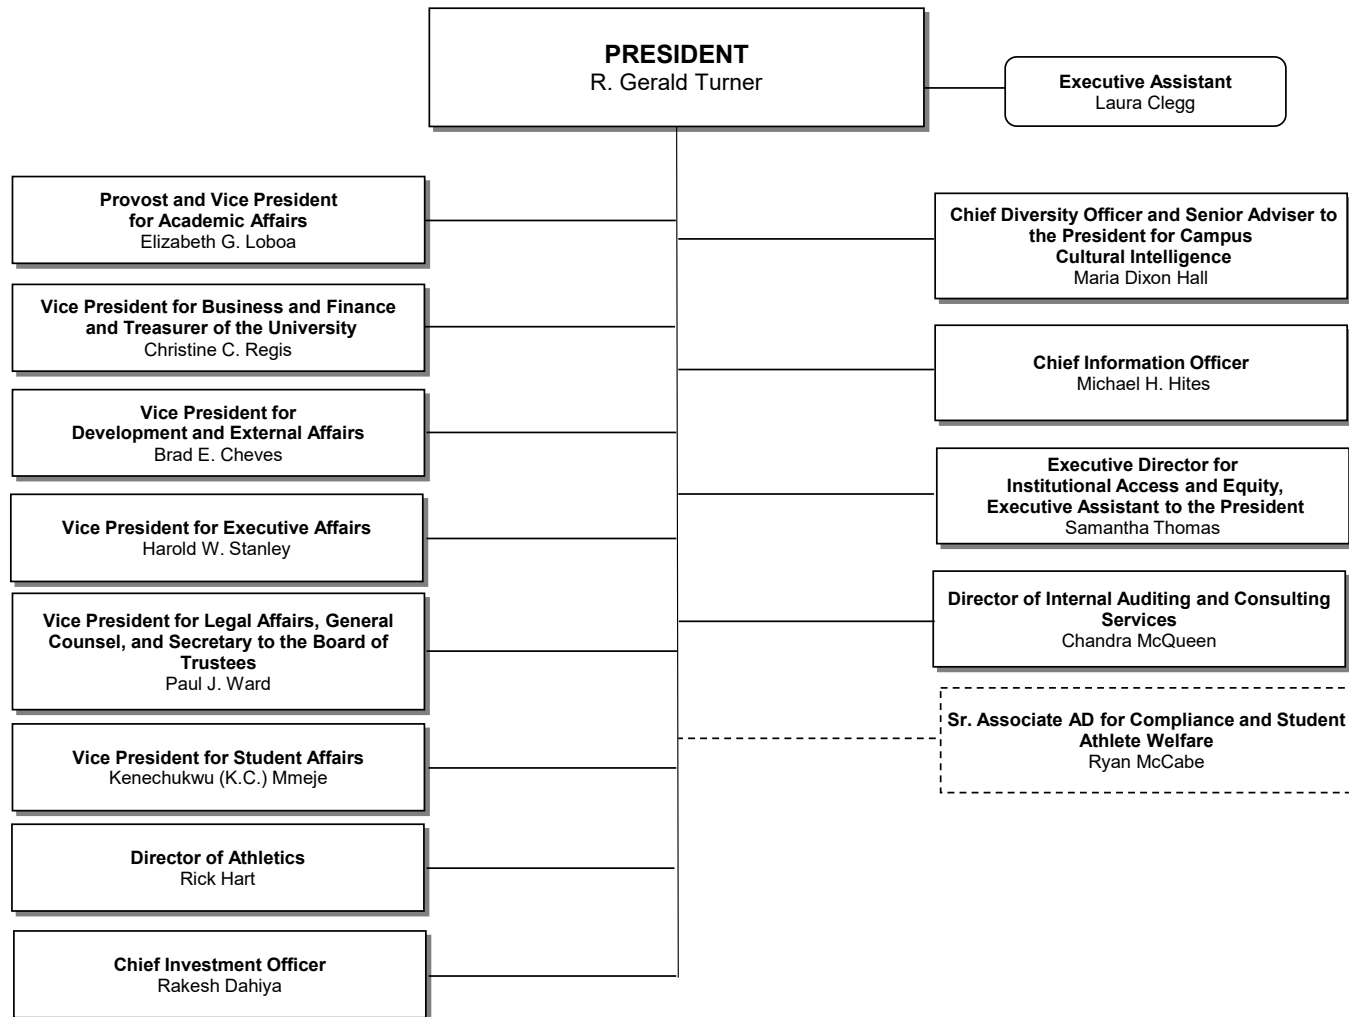 PRESIDENT
R. Gerald Turner
Executive Assistant
Laura Clegg
Provost and Vice President
for Academic Affairs
Elizabeth G. Loboa
Vice President for Business and Finance
and Treasurer of the University
Christine C. Regis
Vice President for
Development and External Affairs
Brad E. Cheves
Vice President for Executive Affairs
Harold W. Stanley
Vice President for Legal Affairs, General
Counsel, and Secretary to the Board of
Trustees
Paul J. Ward
Vice President for Student Affairs
Kenechukwu (K.C.) Mmeje
Director of Athletics
Rick Hart
Chief Investment Officer
Rakesh Dahiya
Chief Diversity Officer and Senior Adviser to
the President for Campus
Cultural Intelligence
Maria Dixon Hall
Chief Information Officer
Michael H. Hites
Executive Director for
Institutional Access and Equity,
Executive Assistant to the President
Samantha Thomas
Director of Internal Auditing and Consulting
Services
Chandra McQueen
Sr. Associate AD for Compliance and Student
Athlete Welfare
Ryan McCabe